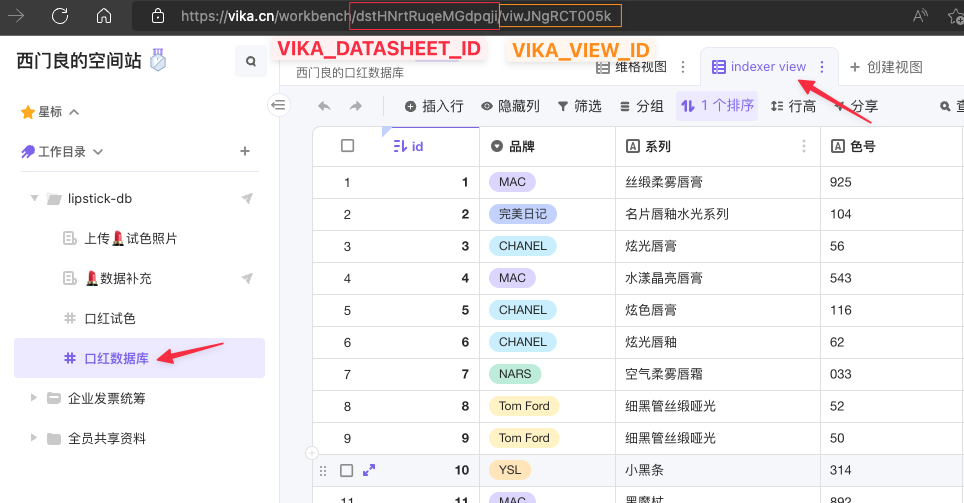 https://vika.cn/workbench/dstHNrtRuqeMGdpqji/viwJNgRCT005k
VIKA_DATASHEET_ID
VIKA_VIEW_ID
西门良的空间站
西门良的口红数据库
维格视图
indexer view
创建视图
星标
插入行
隐藏列
筛选
分组
1 个排序
行高
分享
工作目录
lipstick-db
上传💄试色照片
💄数据补充
口红试色
口红数据库
企业发票统筹
全员共享资料
id 品牌 系列 色号
1 1 MAC 丝缎柔雾唇膏 925
2 2 完美日记 名片唇釉水光系列 104
3 3 CHANEL 炫光唇膏 56
4 4 MAC 水漾晶亮唇膏 543
5 5 CHANEL 炫色唇膏 116
6 6 CHANEL 炫光唇釉 62
7 7 NARS 空气柔雾唇霜 033
8 8 Tom Ford 细黑管丝缎哑光 52
9 9 Tom Ford 细黑管丝缎哑光 50
10 YSL 小黑条 314
11 11 MAC 黑魔杖 892